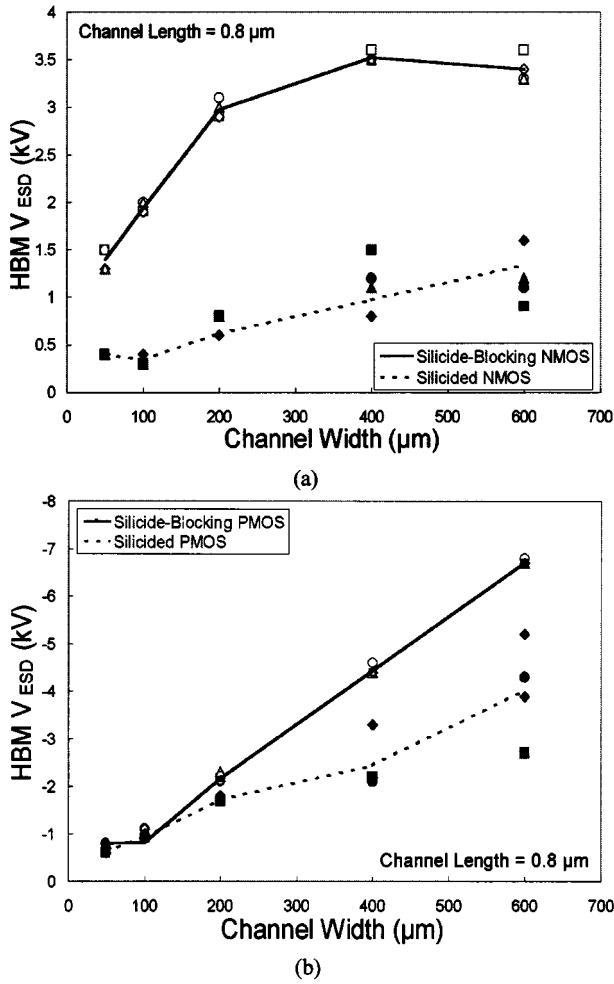 Channel Length = 0.8 µm
HBM V ESD (kV)
4
3.5
3
2.5
2
1.5
1
0.5
0
0 100 200 300 400 500 600 700
Silicide-Blocking NMOS
Silicided NMOS
Channel Width (µm)
(a)
Silicide-Blocking PMOS
Silicided PMOS
HBM V ESD (kV)
-8
-7
-6
-5
-4
-3
-2
-1
0
Channel Length = 0.8 µm
0 100 200 300 400 500 600 700
Channel Width (µm)
(b)